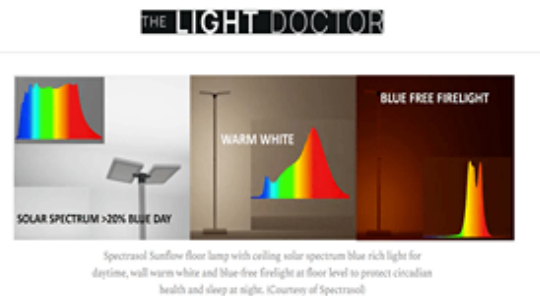 THE LIGHT DOCTOR
BLUE FREE FIRELIGHT
WARM WHITE
SOLAR SPECTRUM >20% BLUE DAY
Spectrasol Sunflow floor lamp with ceiling solar spectrum blue rich light for
daytime, wall warm white and blue-free firelight at floor level to protect circadian
health and sleep at night. (Courtesy of Spectrasol)